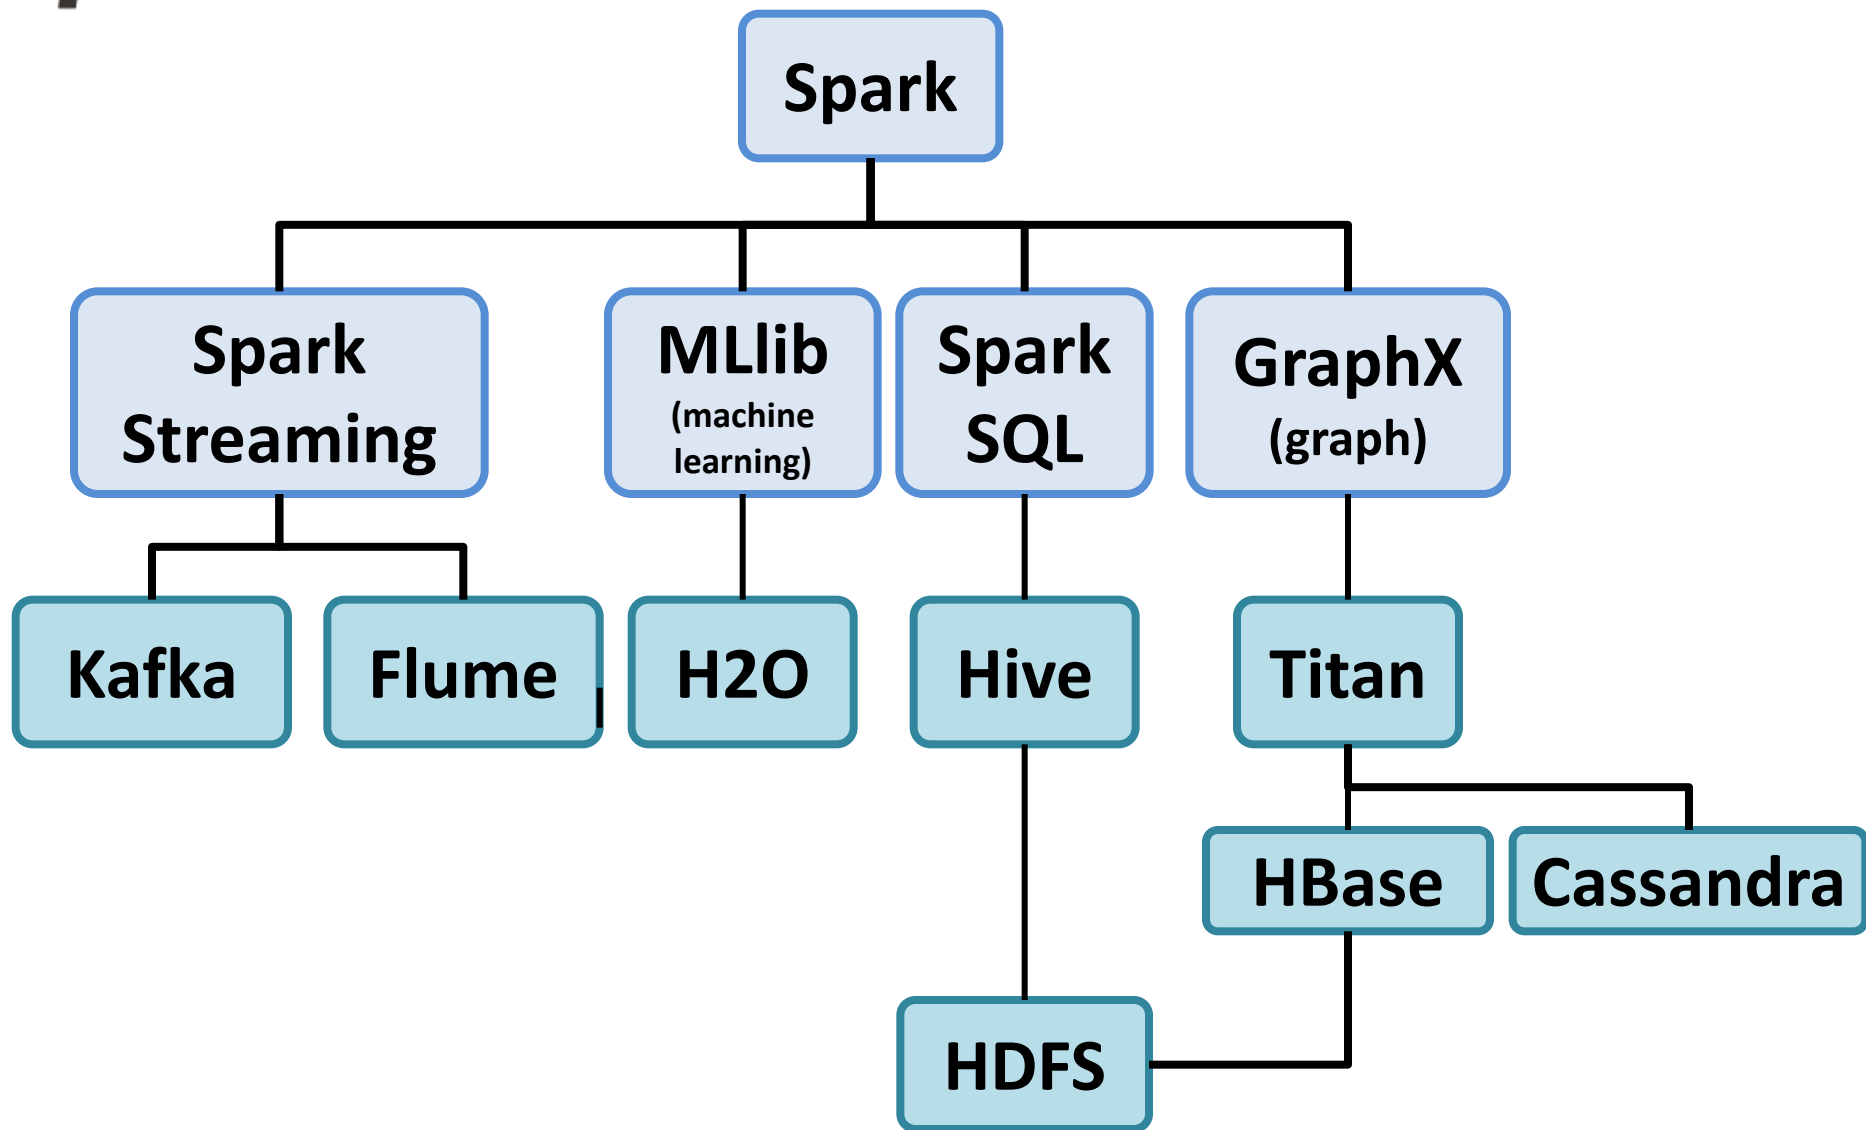 Spark
Spark
Streaming
MLlib
(machine
learning)
Spark
SQL
GraphX
(graph)
Kafka
Flume
H2O
Hive
Titan
HBase
Cassandra
HDFS